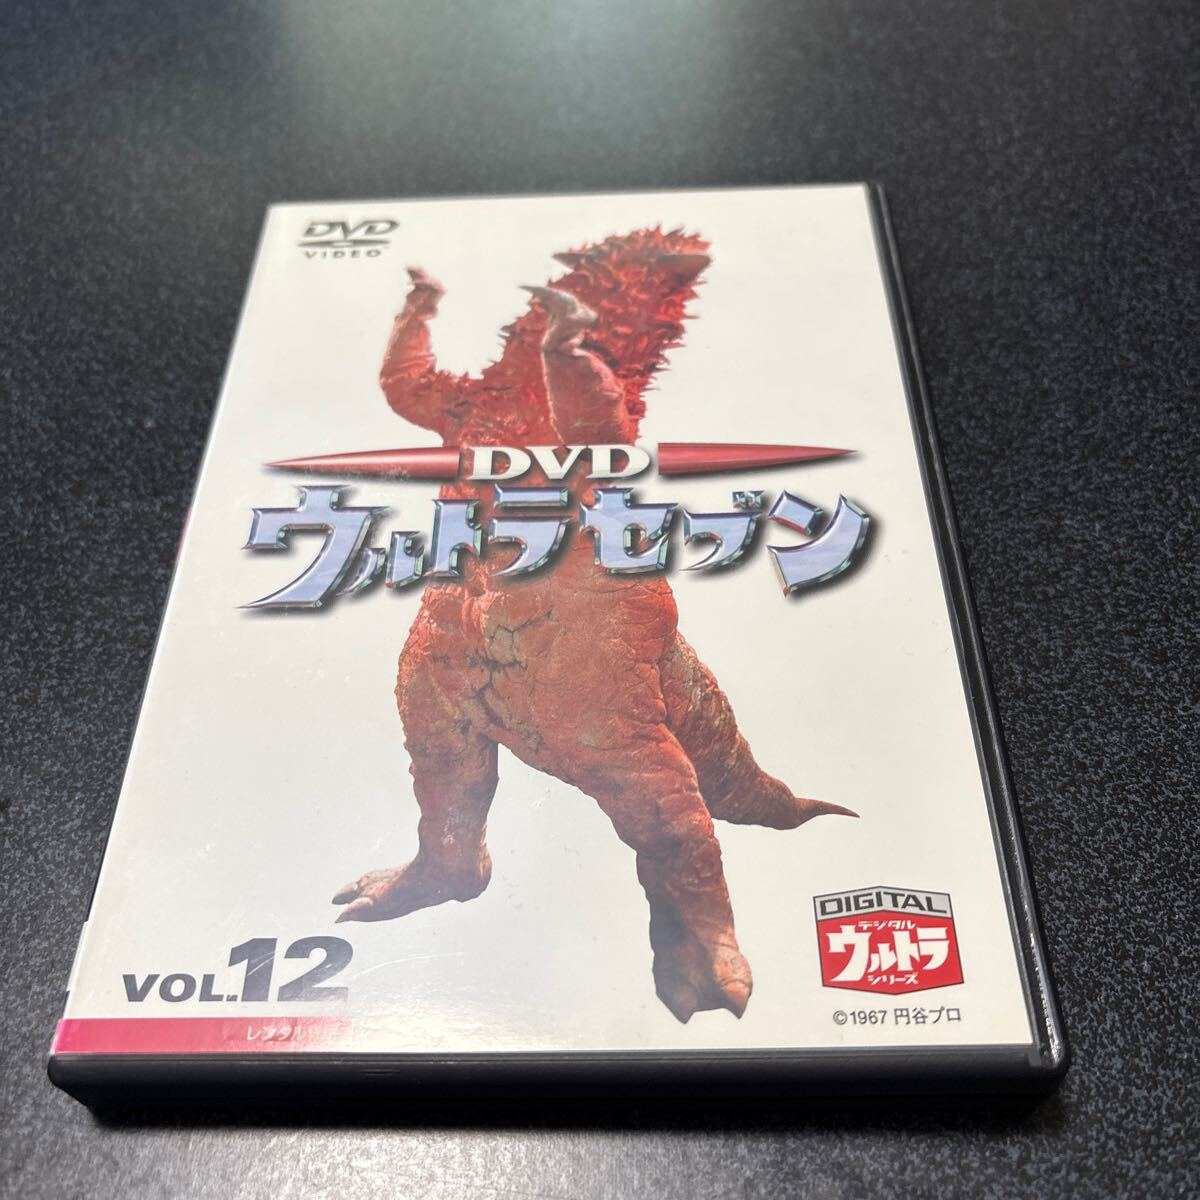 DVD
VIDEO
DVD
ウルトラセブン
VOL.12
レンタル
DIGITAL
デジタル
ウルトラ
シリーズ
©1967 円谷プロ